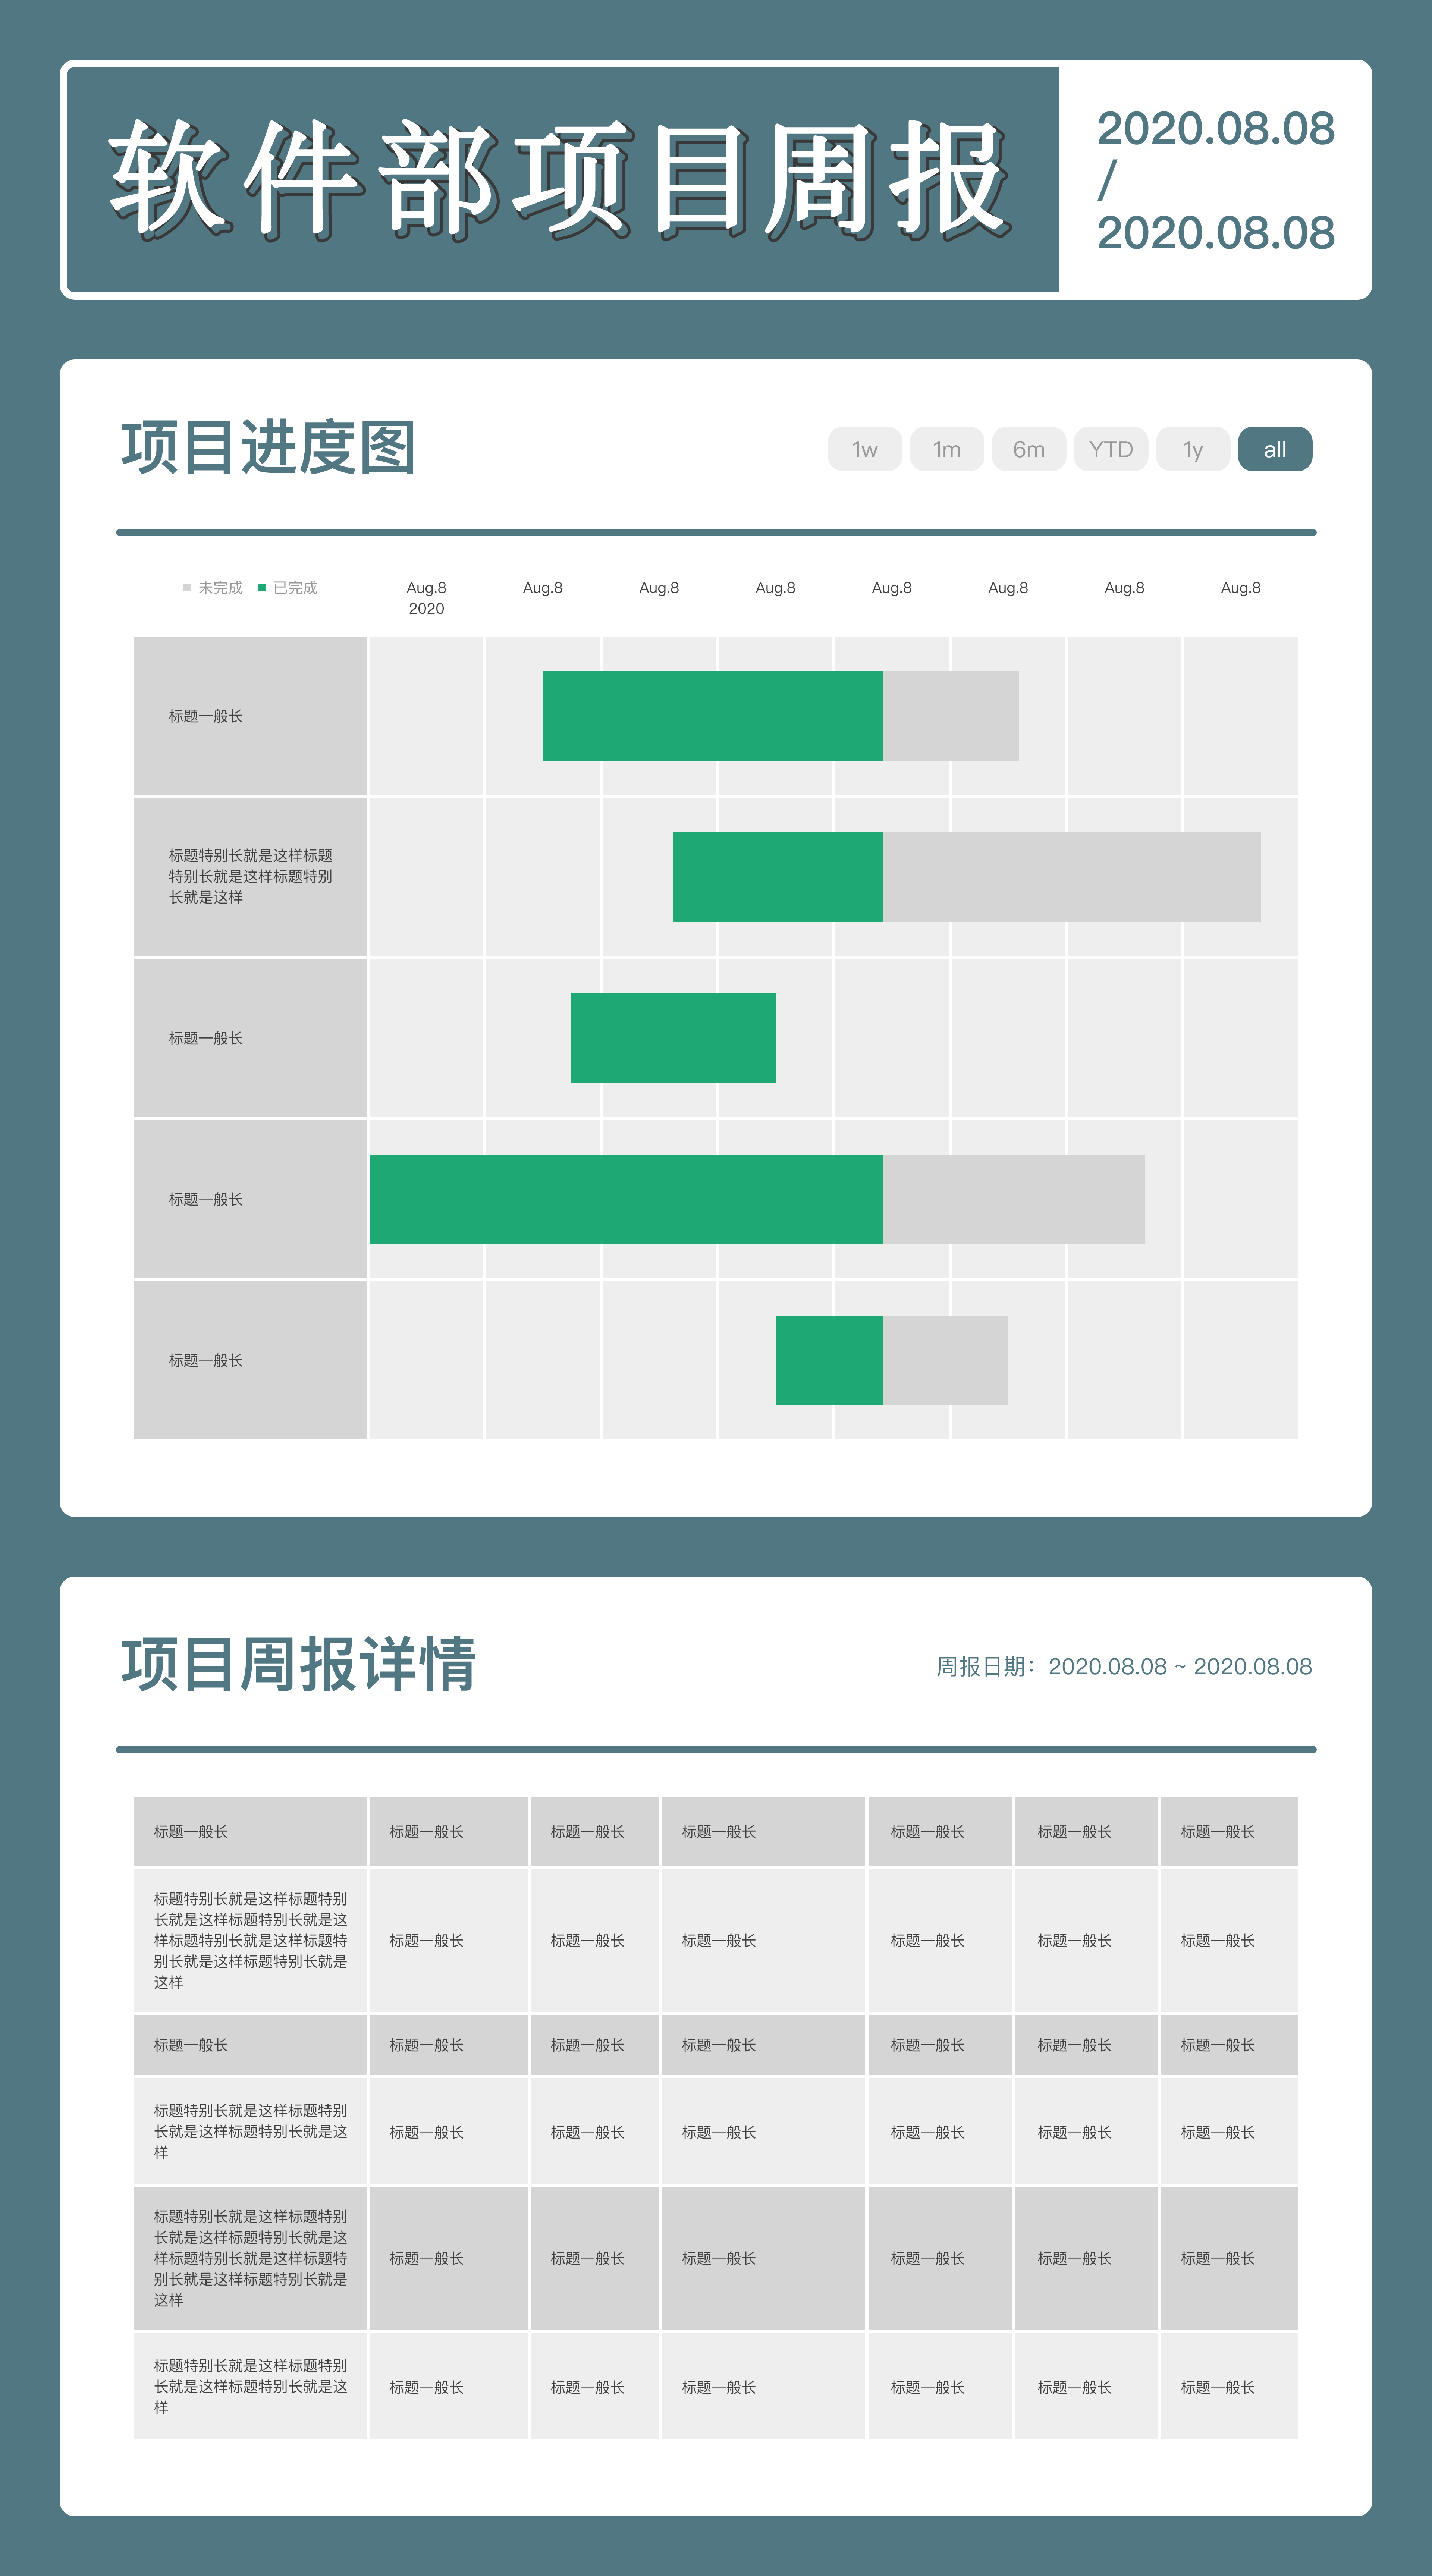 软件部项目周报
2020.08.08
/
2020.08.08
项目进度图
1w 1m 6m YTD 1y all
未完成 已完成 Aug.8 Aug.8 Aug.8 Aug.8 Aug.8 Aug.8 Aug.8 Aug.8
2020
标题一般长
标题特别长就是这样标题
特别长就是这样标题特别
长就是这样
标题一般长
标题一般长
标题一般长
项目周报详情
周报日期：2020.08.08 ~ 2020.08.08
标题一般长 标题一般长 标题一般长 标题一般长 标题一般长 标题一般长 标题一般长
标题特别长就是这样标题特别
长就是这样标题特别长就是这
样标题特别长就是这样标题特
别长就是这样标题特别长就是
这样
标题一般长 标题一般长 标题一般长 标题一般长 标题一般长 标题一般长
标题一般长 标题一般长 标题一般长 标题一般长 标题一般长 标题一般长 标题一般长
标题特别长就是这样标题特别
长就是这样标题特别长就是这
样
标题一般长 标题一般长 标题一般长 标题一般长 标题一般长 标题一般长
标题特别长就是这样标题特别
长就是这样标题特别长就是这
样标题特别长就是这样标题特
别长就是这样标题特别长就是
这样
标题一般长 标题一般长 标题一般长 标题一般长 标题一般长 标题一般长
标题特别长就是这样标题特别
长就是这样标题特别长就是这
样
标题一般长 标题一般长 标题一般长 标题一般长 标题一般长 标题一般长